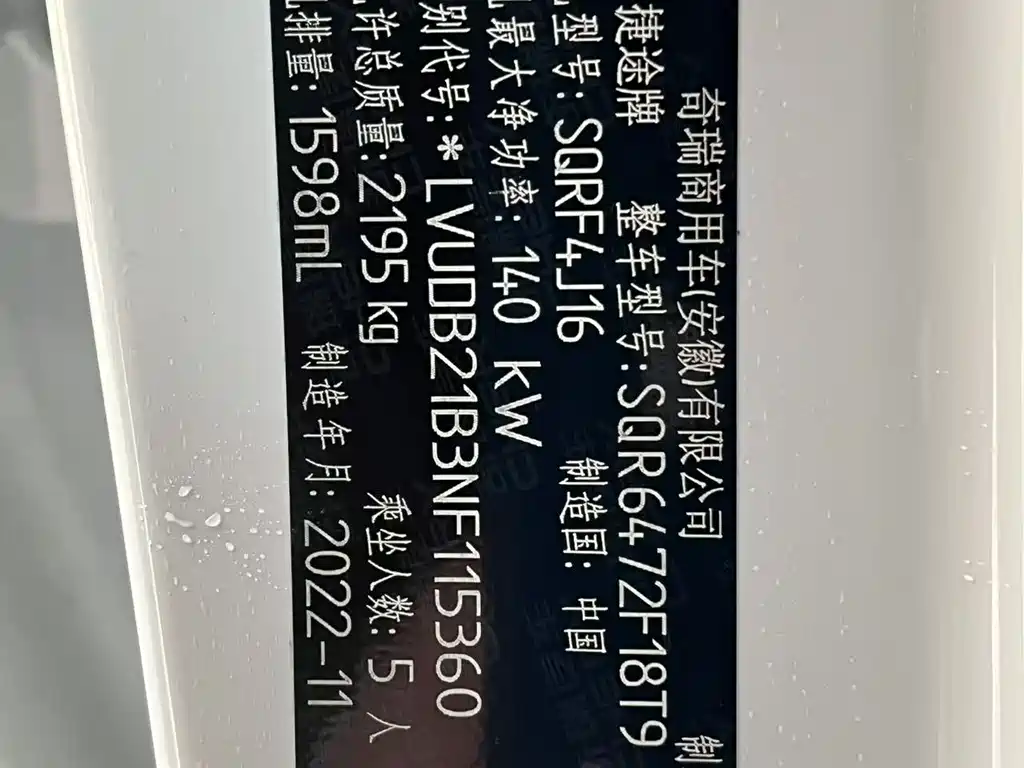 奇瑞商用车(安徽)有限公司 制
捷途牌 整车型号:SQR6472F18T9
型号:SQRF4J16 制造国:中国
最大净功率:140 kW
别代号:*LVUDB21B3NF115360
许总质量:2195kg 乘坐人数:5人
排量:1598mL 制造年月:2022-11